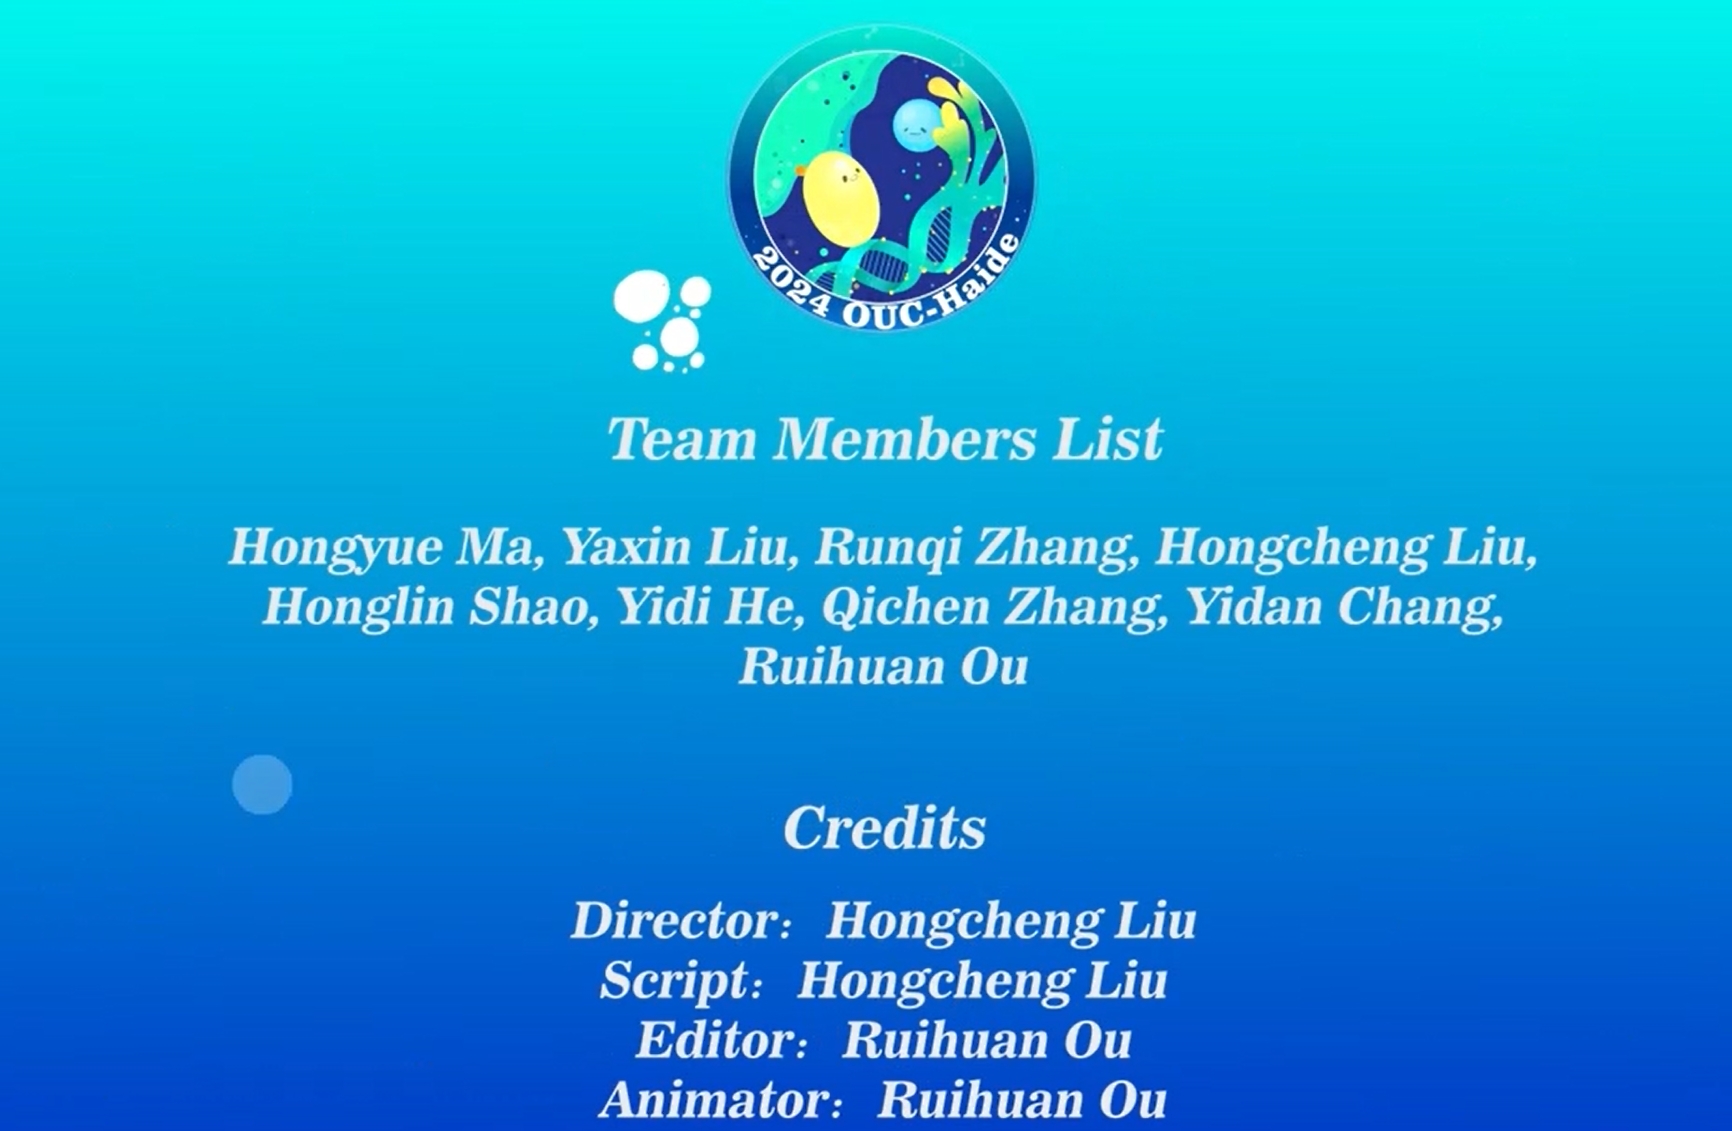 2024 OUC-Haide
Team Members List
Hongyue Ma, Yaxin Liu, Runqi Zhang, Hongcheng Liu,
Honglin Shao, Yidi He, Qichen Zhang, Yidan Chang,
Ruihuan Ou
Credits
Director：Hongcheng Liu
Script：Hongcheng Liu
Editor：Ruihuan Ou
Animator：Ruihuan Ou